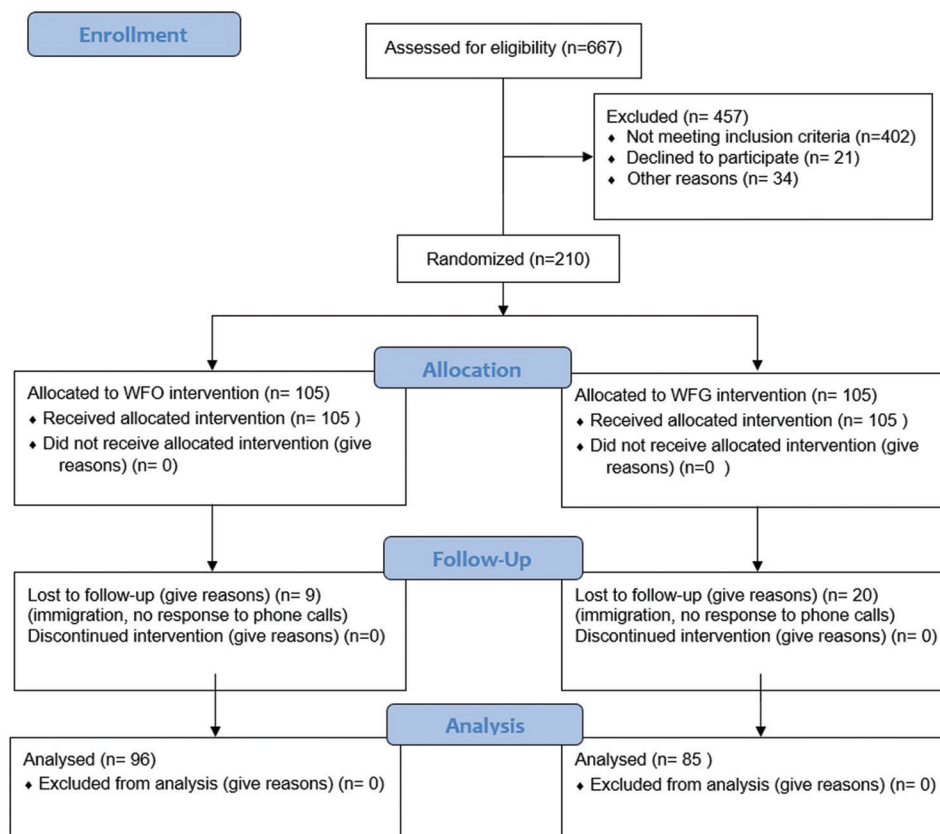 Enrollment
Assessed for eligibility (n=667)
Excluded (n= 457)
♦ Not meeting inclusion criteria (n=402)
♦ Declined to participate (n= 21)
♦ Other reasons (n= 34)
Randomized (n=210)
Allocation
Allocated to WFO intervention (n= 105)
♦ Received allocated intervention (n= 105 )
♦ Did not receive allocated intervention (give
reasons) (n= 0)
Allocated to WFG intervention (n= 105)
♦ Received allocated intervention (n= 105 )
♦ Did not receive allocated intervention (give
reasons) (n=0 )
Follow-Up
Lost to follow-up (give reasons) (n= 9)
(immigration, no response to phone calls)
Discontinued intervention (give reasons) (n=0)
Lost to follow-up (give reasons) (n= 20)
(immigration, no response to phone calls)
Discontinued intervention (give reasons) (n= 0)
Analysis
Analysed (n= 96)
♦ Excluded from analysis (give reasons) (n= 0)
Analysed (n= 85 )
♦ Excluded from analysis (give reasons) (n= 0)